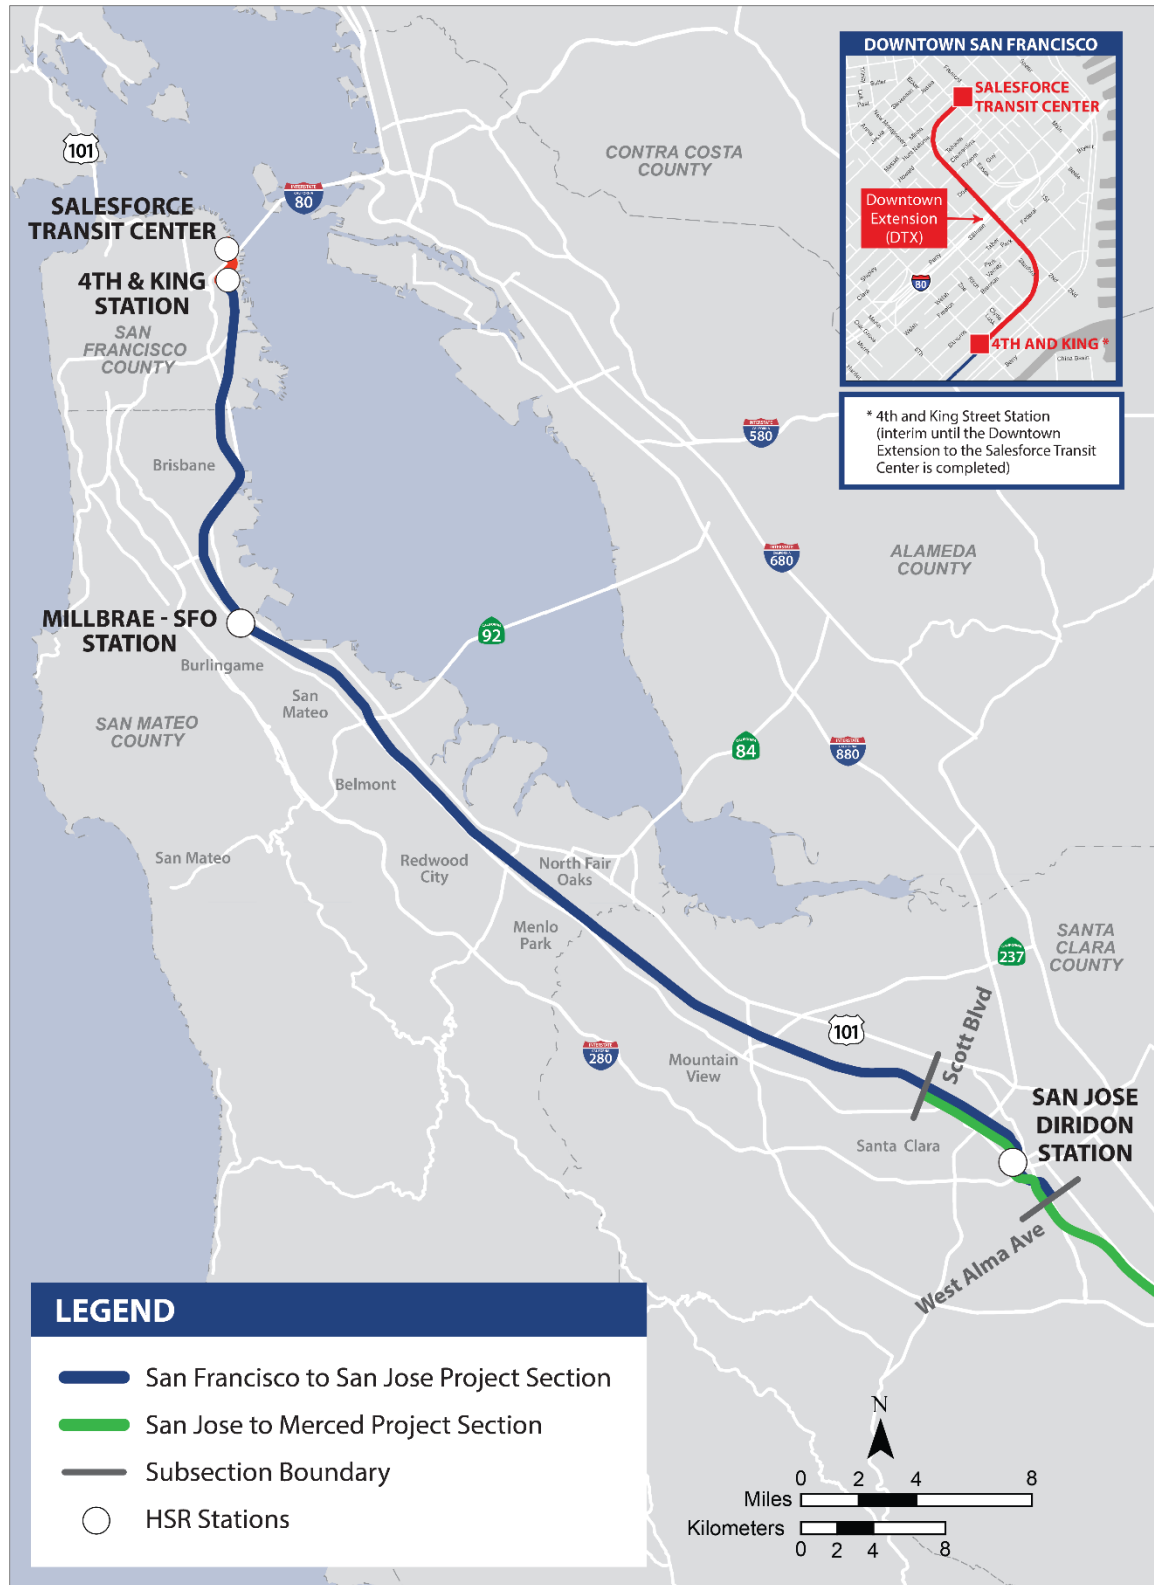 DOWNTOWN SAN FRANCISCO
SALESFORCE
TRANSIT CENTER
Downtown
Extension
(DTX)
80
4TH AND KING *
* 4th and King Street Station
(interim until the Downtown
Extension to the Salesforce Transit
Center is completed)
101
INTERSTATE
80
CONTRA COSTA
COUNTY
SALESFORCE
TRANSIT CENTER
4TH & KING
STATION
SAN
FRANCISCO
COUNTY
580
Brisbane
680
ALAMEDA
COUNTY
MILLBRAE - SFO
STATION
92
Burlingame
San
Mateo
SAN MATEO
COUNTY
84
880
Belmont
San Mateo
Redwood
City
North Fair
Oaks
Menlo
Park
SANTA
CLARA
COUNTY
237
101
280
Mountain
View
Scott Blvd
SAN JOSE
DIRIDON
STATION
Santa Clara
West Alma Ave
LEGEND
San Francisco to San Jose Project Section
San Jose to Merced Project Section
Subsection Boundary
HSR Stations
N
0 2 4 8
Miles
Kilometers
0 2 4 8